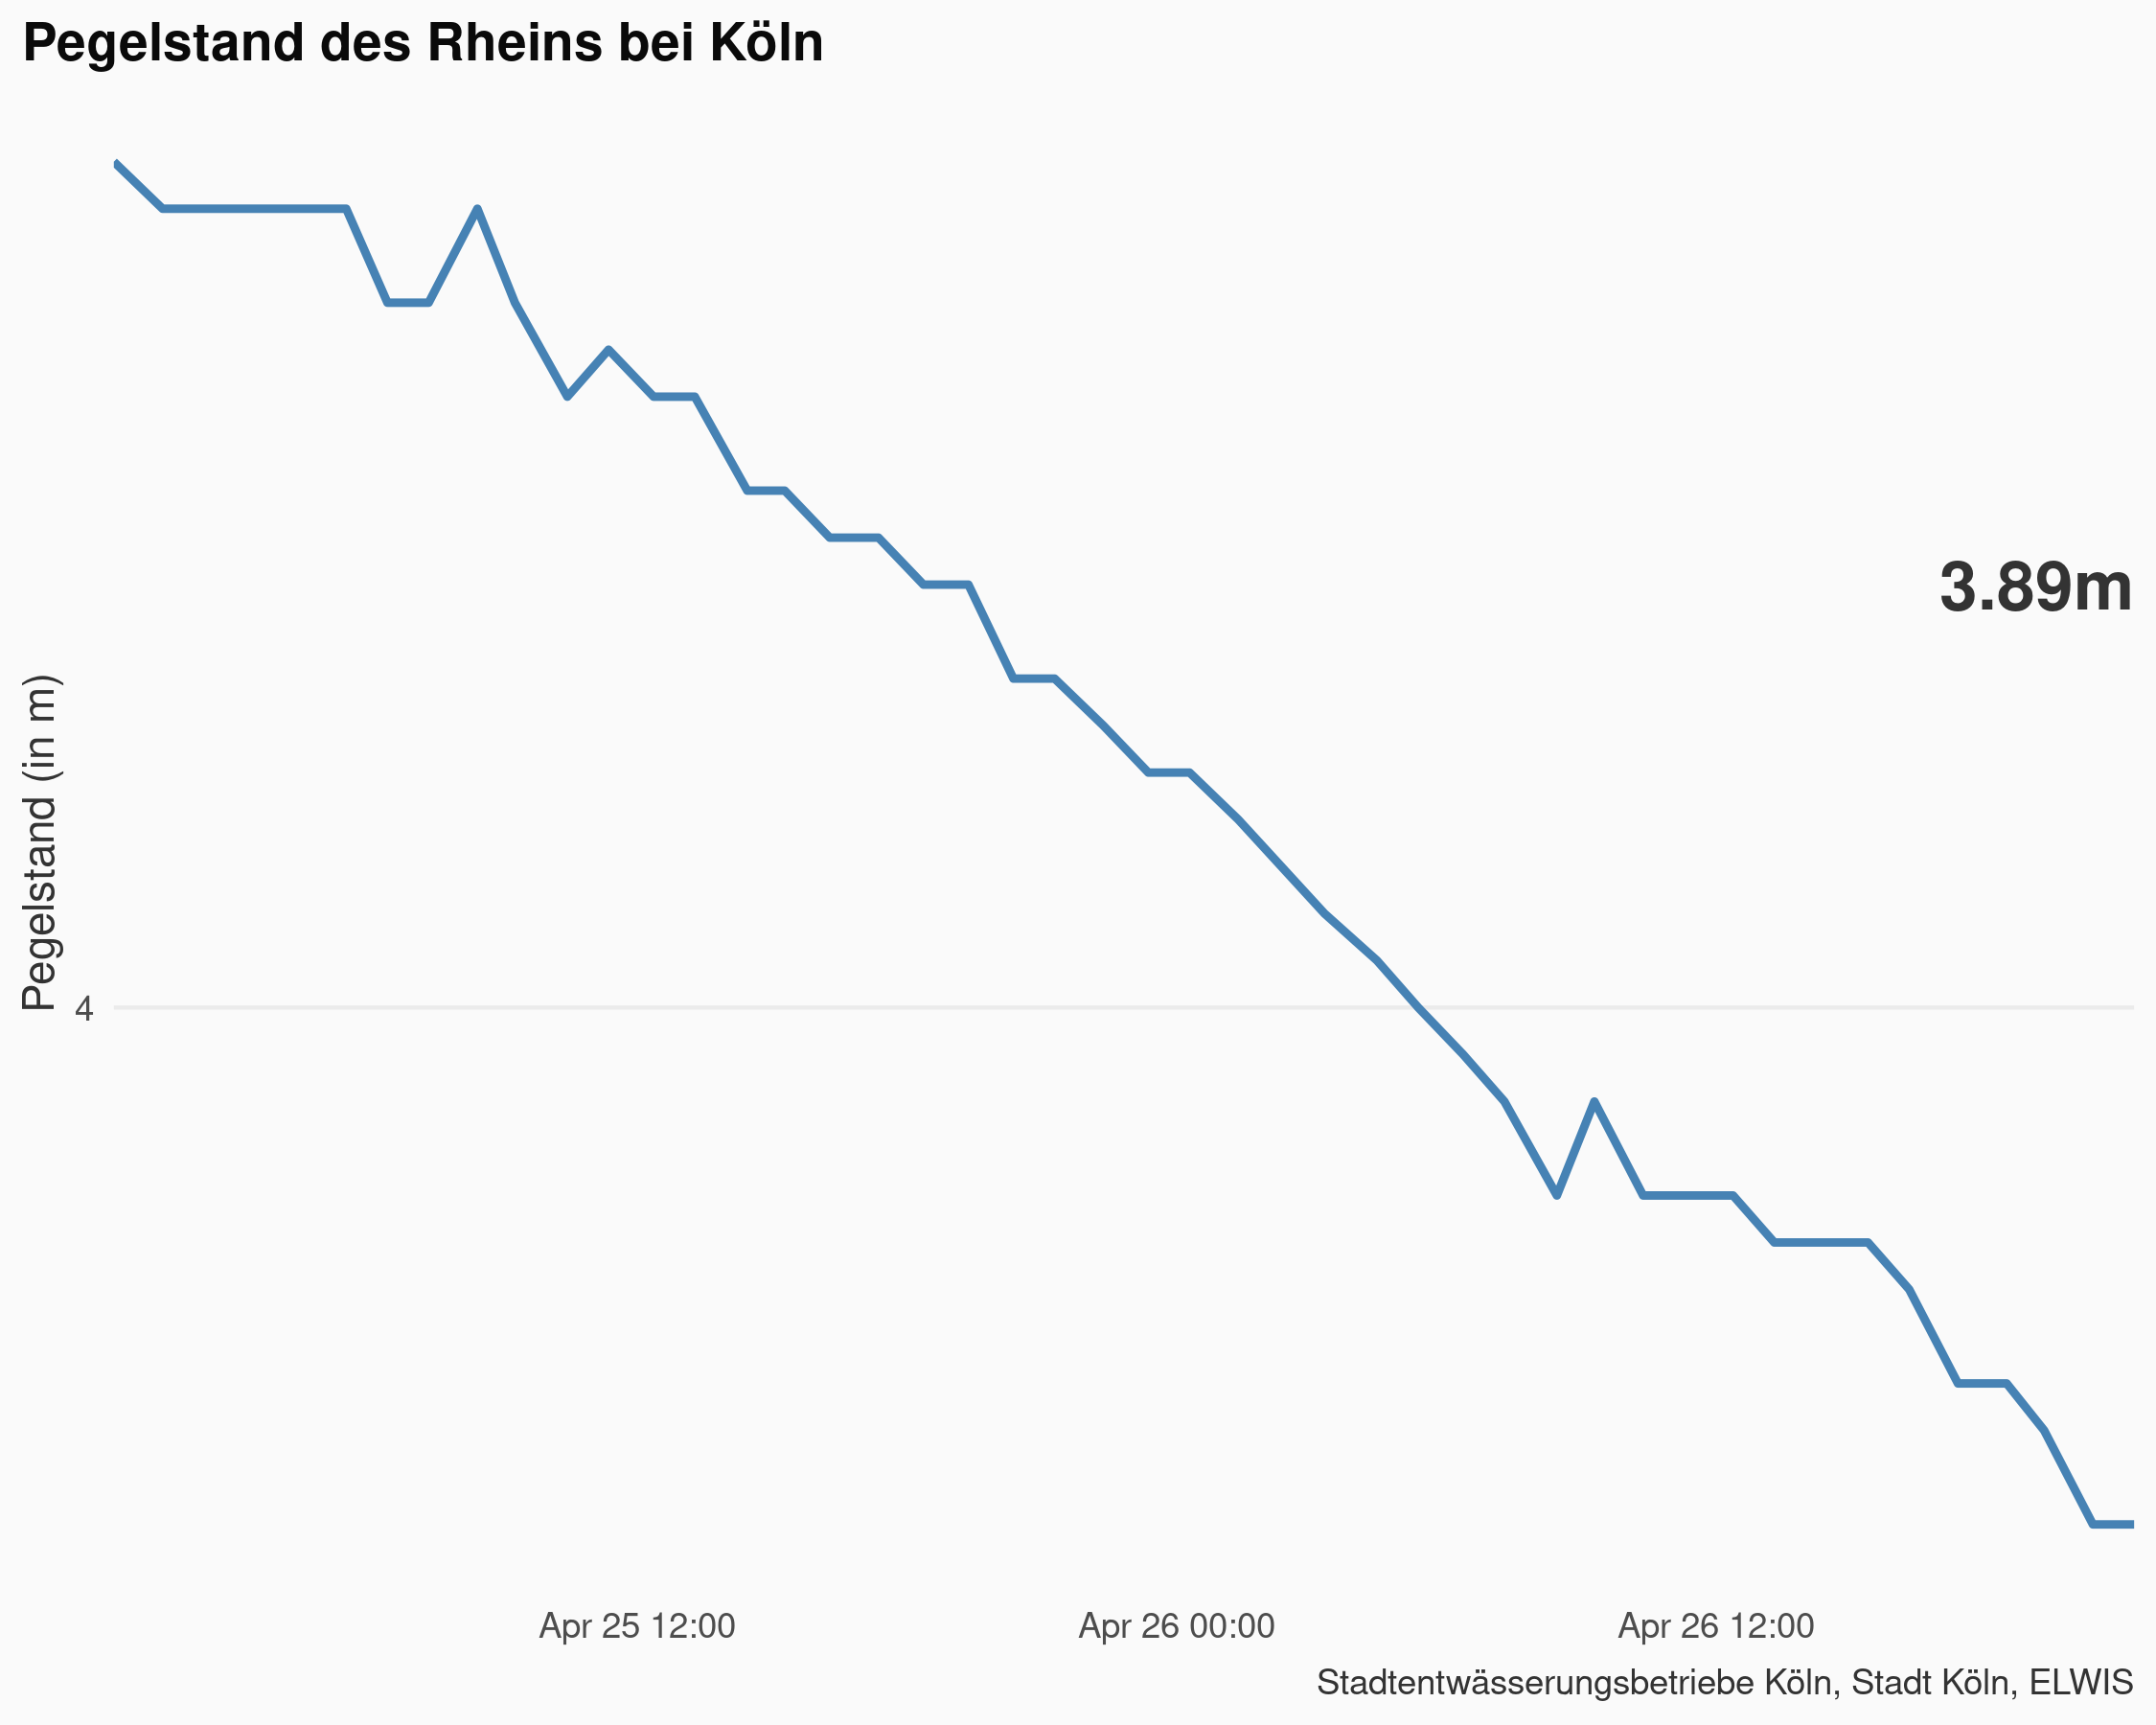 Pegelstand des Rheins bei Köln
3.89m
Pegelstand (in m)
4
Apr 25 12:00
Apr 26 00:00
Apr 26 12:00
Stadtentwässerungsbetriebe Köln, Stadt Köln, ELWIS